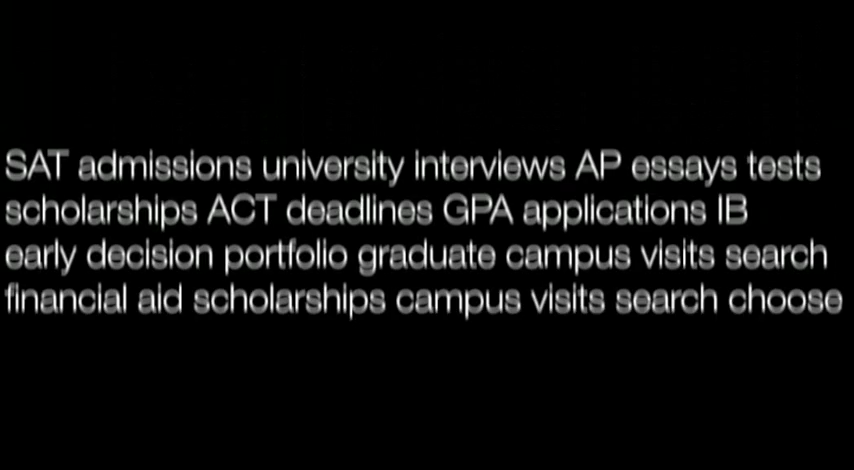 SAT admissions university interviews AP essays tests
scholarships ACT deadlines GPA applications IB
early decision portfolio graduate campus visits search
financial aid scholarships campus visits search choose